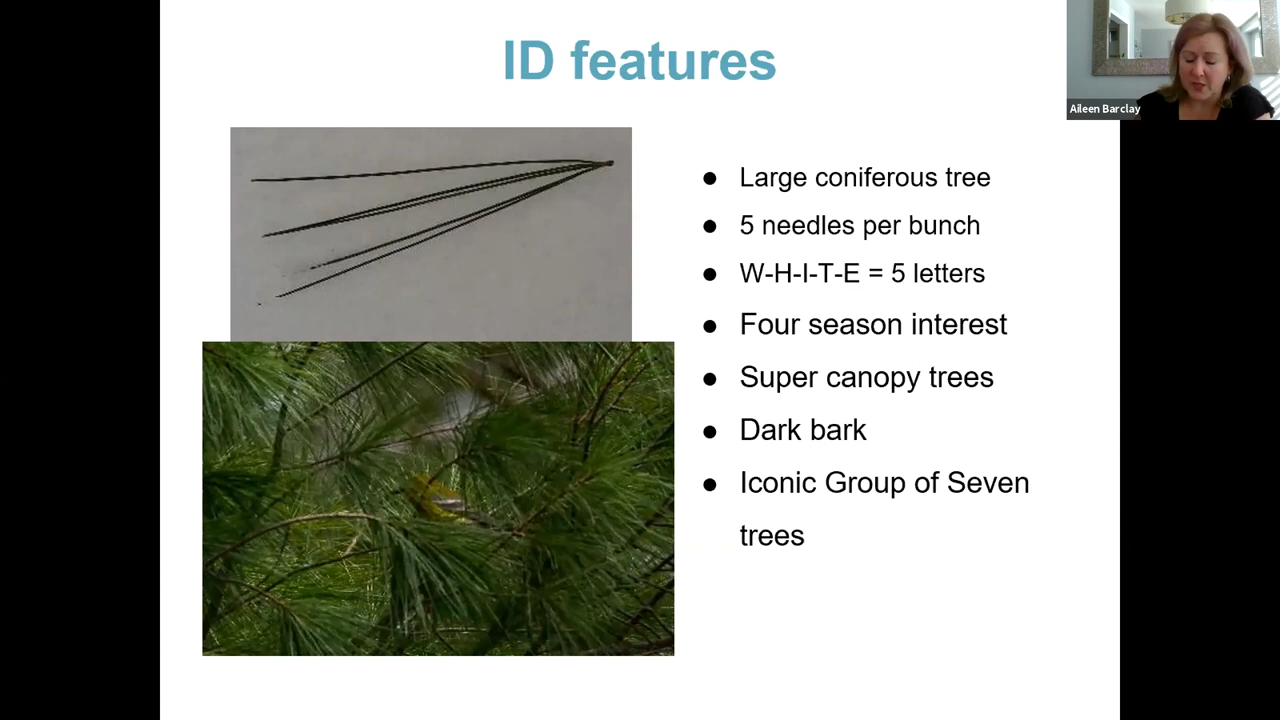 ID features
Aileen Barclay
● Large coniferous tree
● 5 needles per bunch
● W-H-I-T-E = 5 letters
● Four season interest
● Super canopy trees
● Dark bark
● Iconic Group of Seven
trees